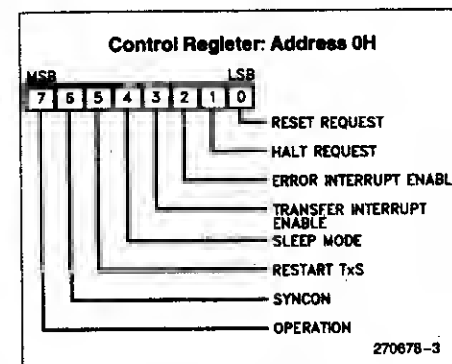 Control Register: Address 0H
MSB LSB
7 6 5 4 3 2 1 0
RESET REQUEST
HALT REQUEST
ERROR INTERRUPT ENABL
TRANSFER INTERRUPT
ENABLE
SLEEP MODE
RESTART TxS
SYNCON
OPERATION
270678-3